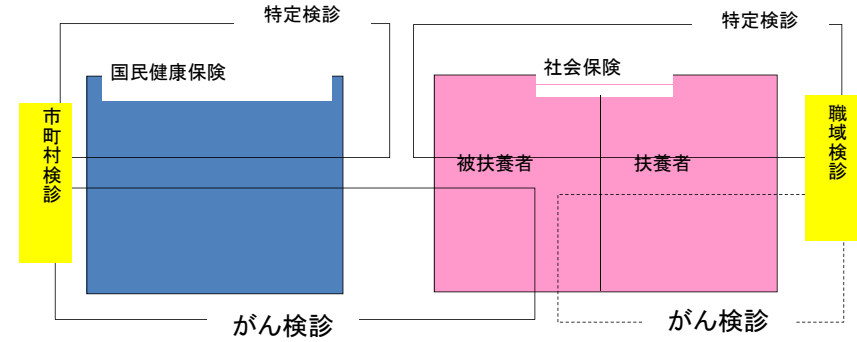 特定検診
特定検診
国民健康保険
社会保険
市町村検診
職域検診
被扶養者
扶養者
がん検診
がん検診